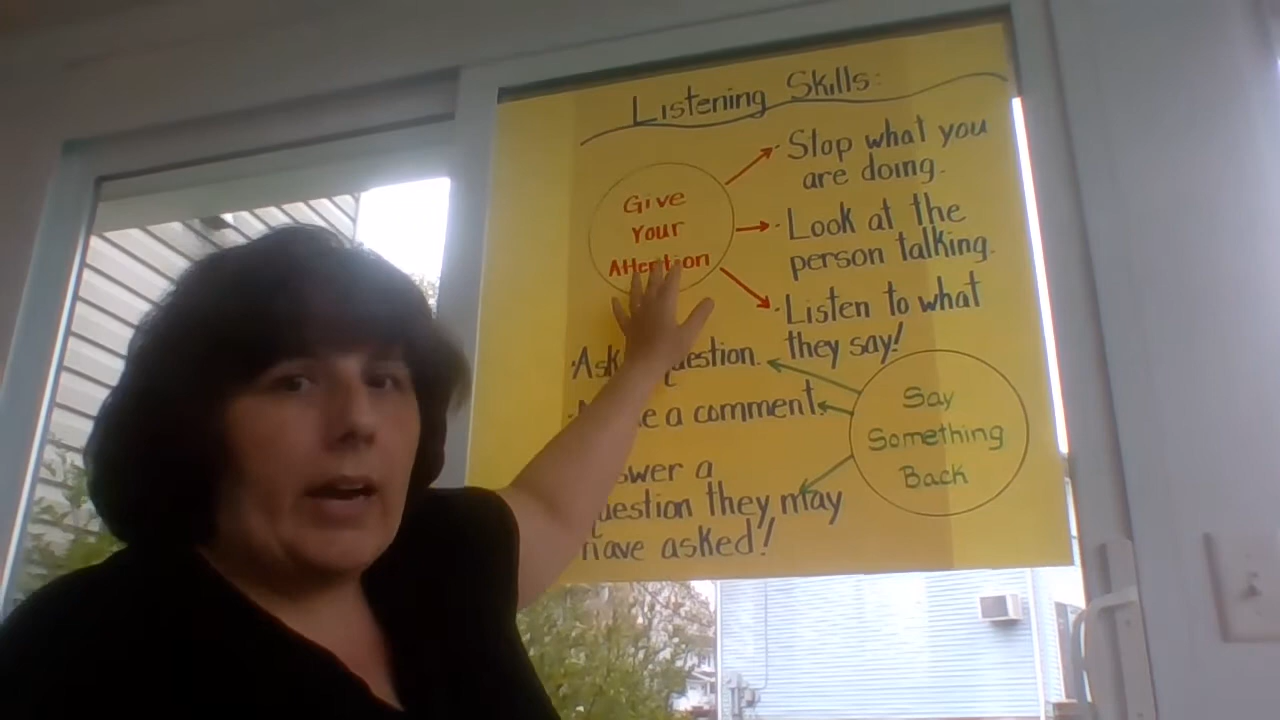 Listening Skills:
Give
Your
Attention
· Stop what you
are doing.
· Look at the
person talking.
· Listen to what
they say!
· Ask question.
a comment.
a
question they may
have asked!
Say
Something
Back